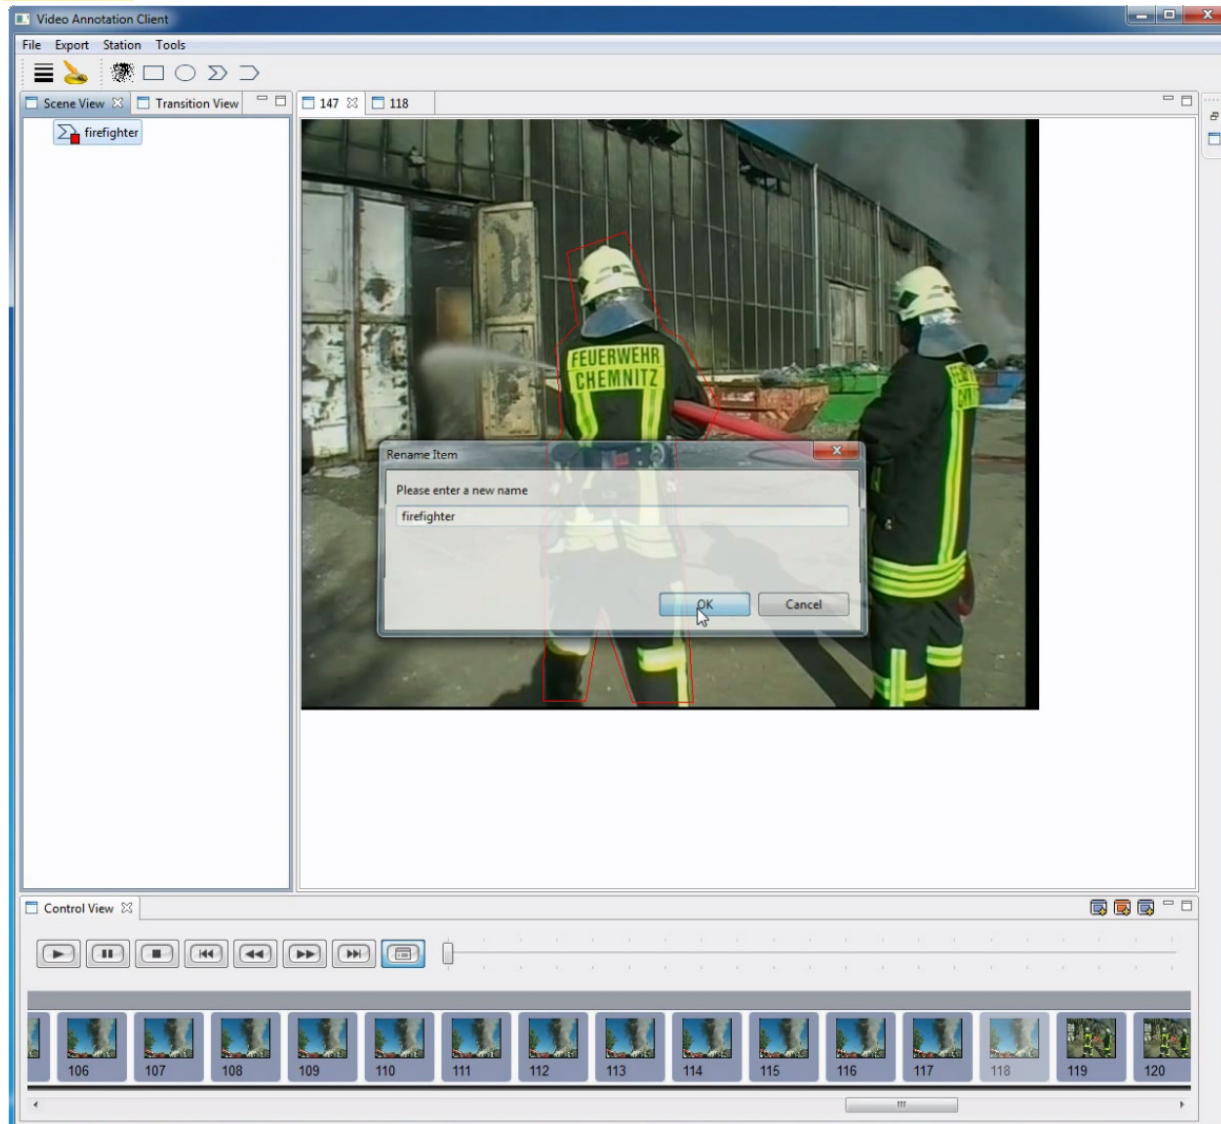 Video Annotation Client
File Export Station Tools
Scene View Transition View
147 118
firefighter
FEUERWEHR
CHEMNITZ
Rename Item
Please enter a new name
firefighter
OK Cancel
Control View
106 107 108 109 110 111 112 113 114 115 116 117 118 119 120